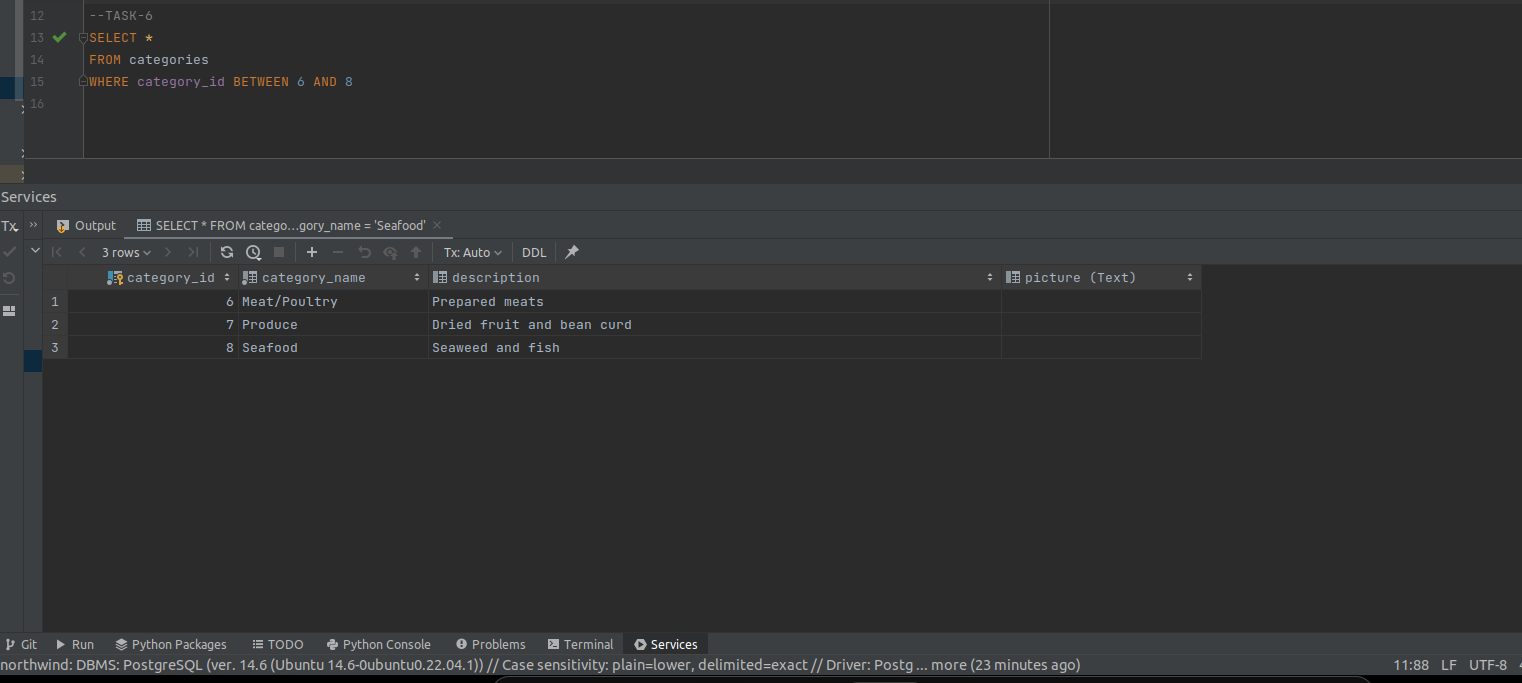 12 --TASK-6
13 SELECT *
14 FROM categories
15 WHERE category_id BETWEEN 6 AND 8
16
Services
Tx Output SELECT * FROM catego...gory_name = 'Seafood'
3 rows Tx: Auto DDL
category_id category_name description picture (Text)
1 6 Meat/Poultry Prepared meats
2 7 Produce Dried fruit and bean curd
3 8 Seafood Seaweed and fish
Git Run Python Packages TODO Python Console Problems Terminal Services
northwind: DBMS: PostgreSQL (ver. 14.6 (Ubuntu 14.6-0ubuntu0.22.04.1)) // Case sensitivity: plain=lower, delimited=exact // Driver: Postg ... more (23 minutes ago) 11:88 LF UTF-8